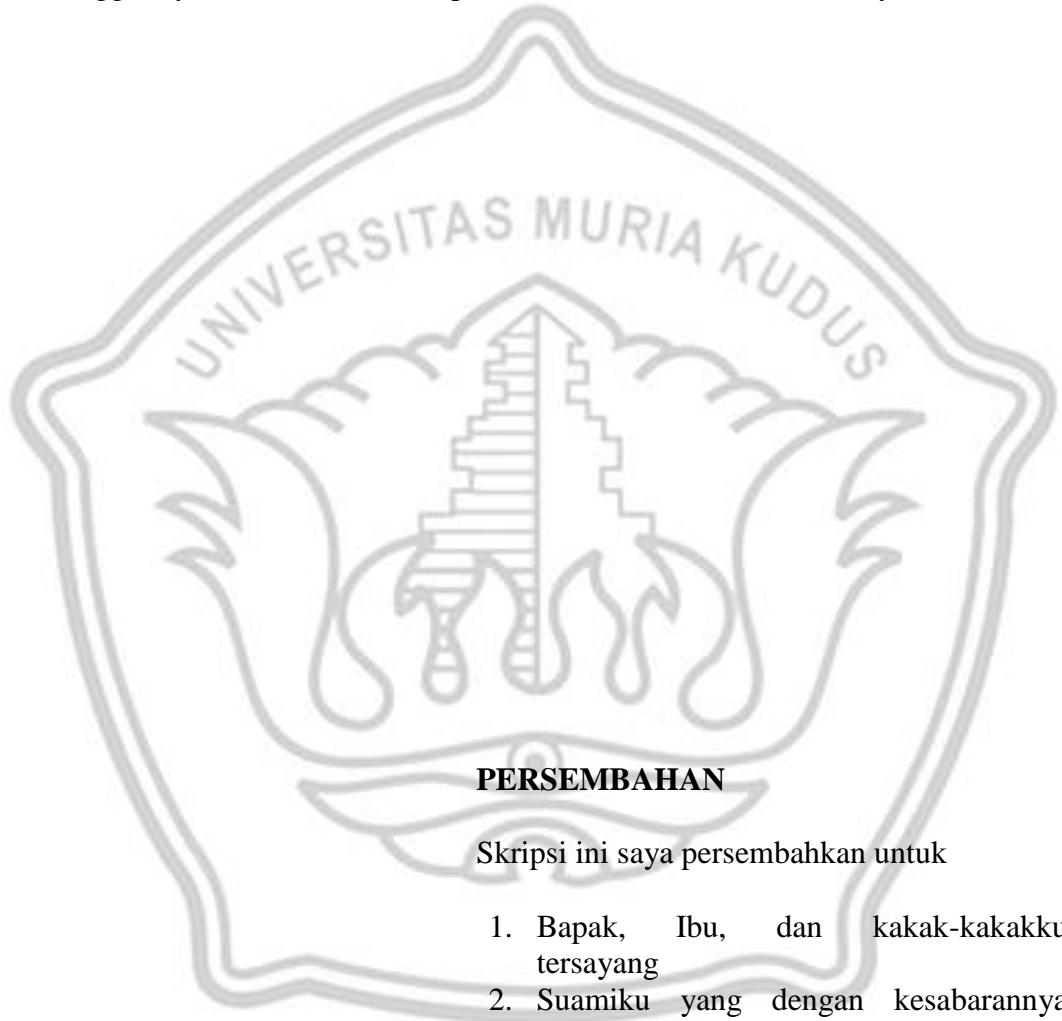 UNIVERSITAS MURIA KUDUS
PERSEMBAHAN
Skripsi ini saya persembahkan untuk
1. Bapak, Ibu, dan kakak-kakakku
tersayang
2. Suamiku yang dengan kesabarannya